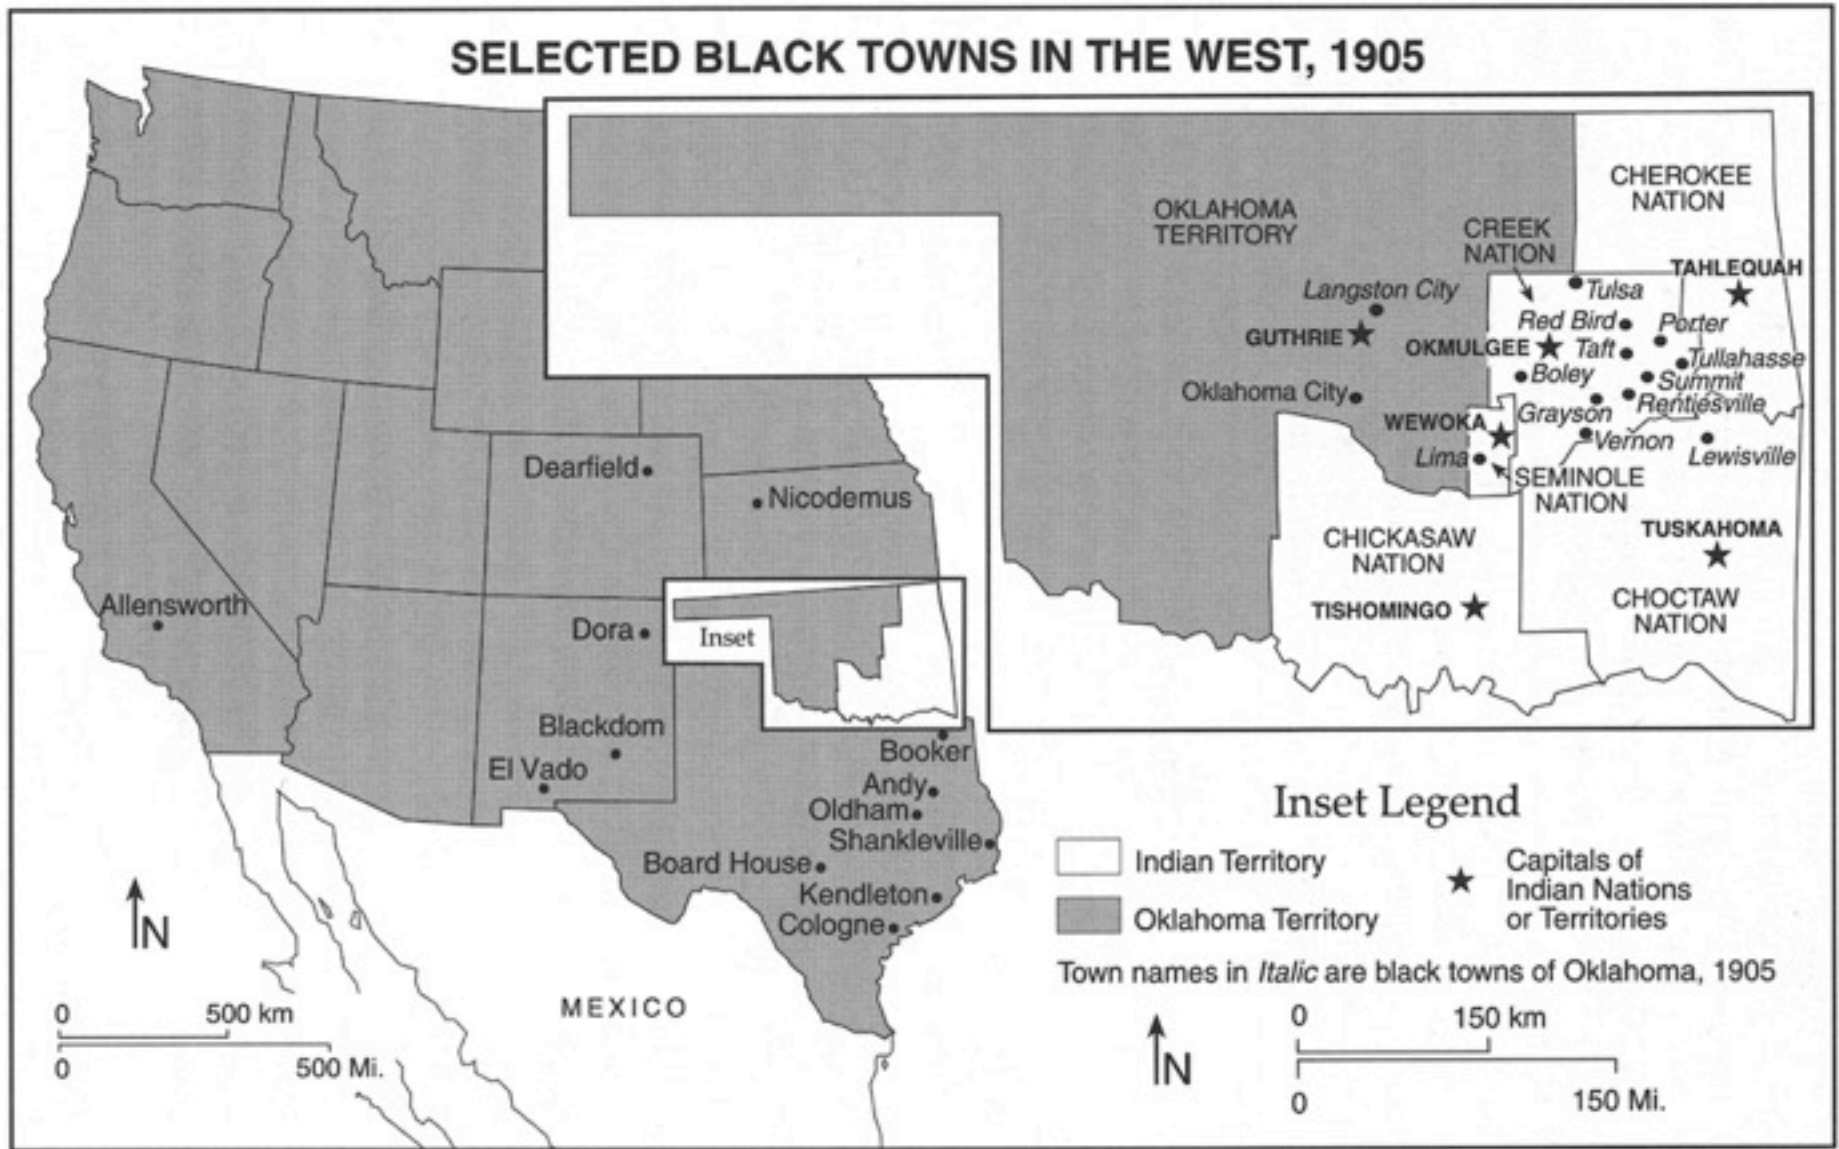 SELECTED BLACK TOWNS IN THE WEST, 1905
OKLAHOMA
TERRITORY
CHEROKEE
NATION
CREEK
NATION
TAHLEQUAH
Langston City
Tulsa
GUTHRIE
Red Bird
Porter
OKMULGEE
Taft
Tullahasse
Boley
Summit
Oklahoma City
Grayson
Rentiesville
WEWOKA
Vernon
Lima
Lewisville
SEMINOLE
NATION
CHICKASAW
NATION
TUSKAHOMA
TISHOMINGO
CHOCTAW
NATION
Dearfield
Nicodemus
Allensworth
Dora
Inset
Blackdom
El Vado
Booker
Andy
Oldham
Shankleville
Board House
Kendleton
Cologne
MEXICO
N
0 500 km
0 500 Mi.
Inset Legend
Indian Territory
Oklahoma Territory
Capitals of
Indian Nations
or Territories
Town names in Italic are black towns of Oklahoma, 1905
N
0 150 km
0 150 Mi.